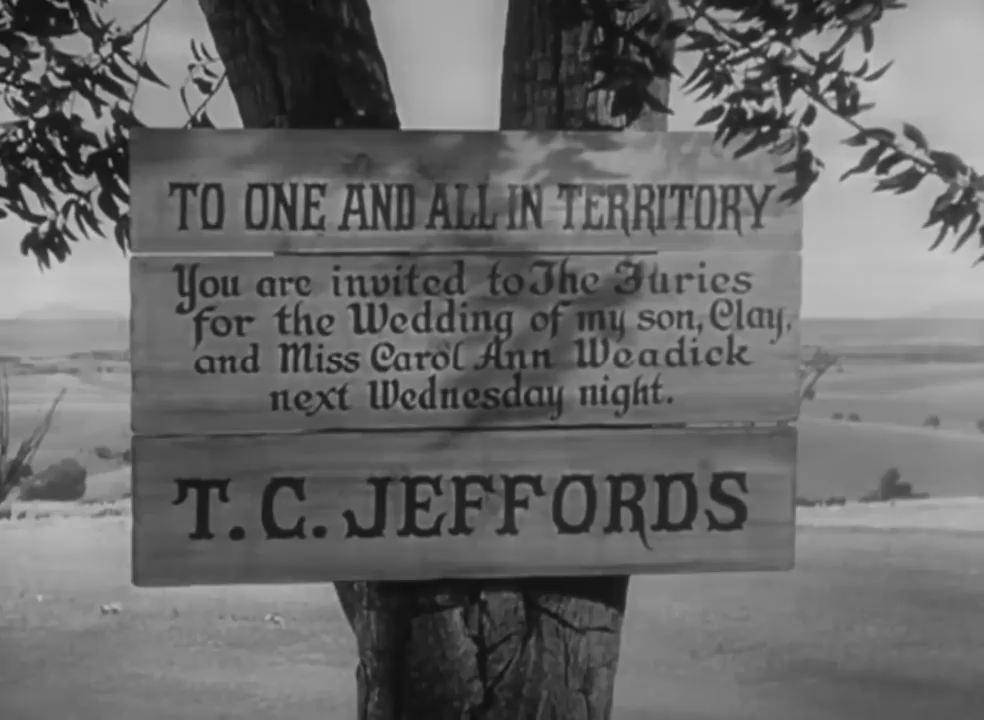 TO ONE AND ALL IN TERRITORY
You are invited to The Furies
for the Wedding of my son, Clay,
and Miss Carol Ann Weadick
next Wednesday night.
T. C. JEFFORDS